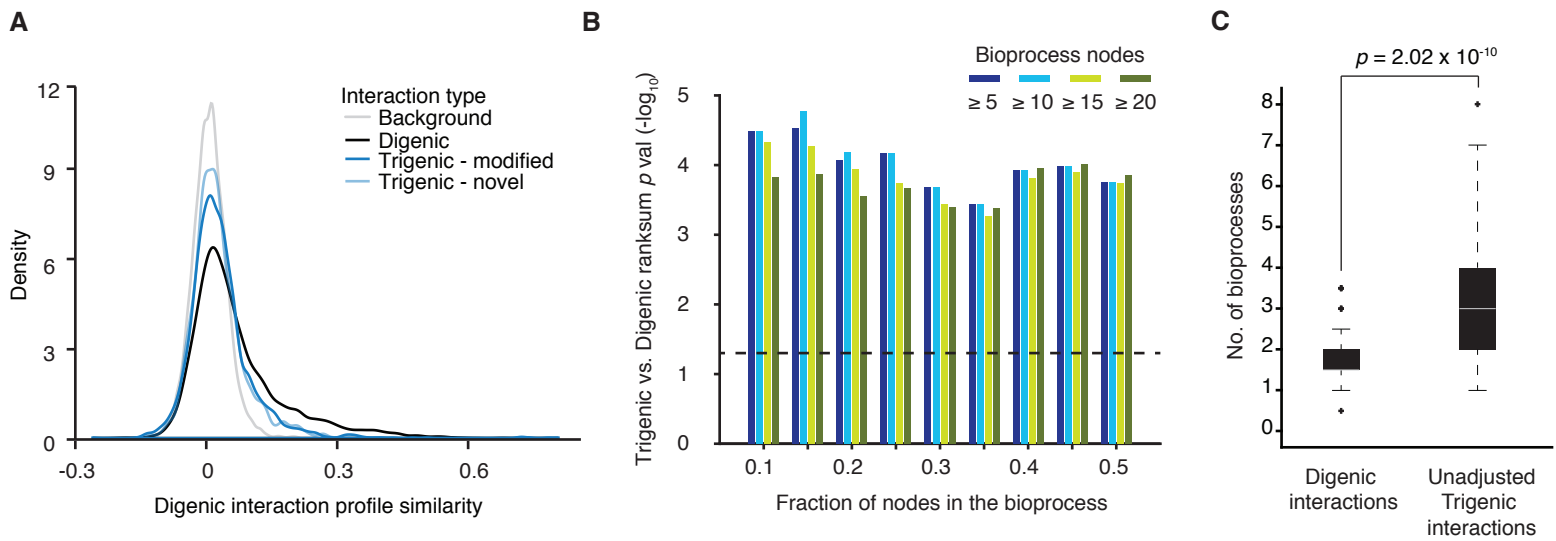 A
12
9
6
3
0
Density
-0.3
0
0.3
0.6
Digenic interaction profile similarity
Interaction type
Background
Digenic
Trigenic - modified
Trigenic - novel
B
Bioprocess nodes
≥ 5
≥ 10
≥ 15
≥ 20
Trigenic vs. Digenic ranksum p val (-log₁₀)
5
4
3
2
1
0
0.1
0.2
0.3
0.4
0.5
Fraction of nodes in the bioprocess
C
p = 2.02 x 10⁻¹⁰
No. of bioprocesses
8
7
6
5
4
3
2
1
0
Digenic
interactions
Unadjusted
Trigenic
interactions